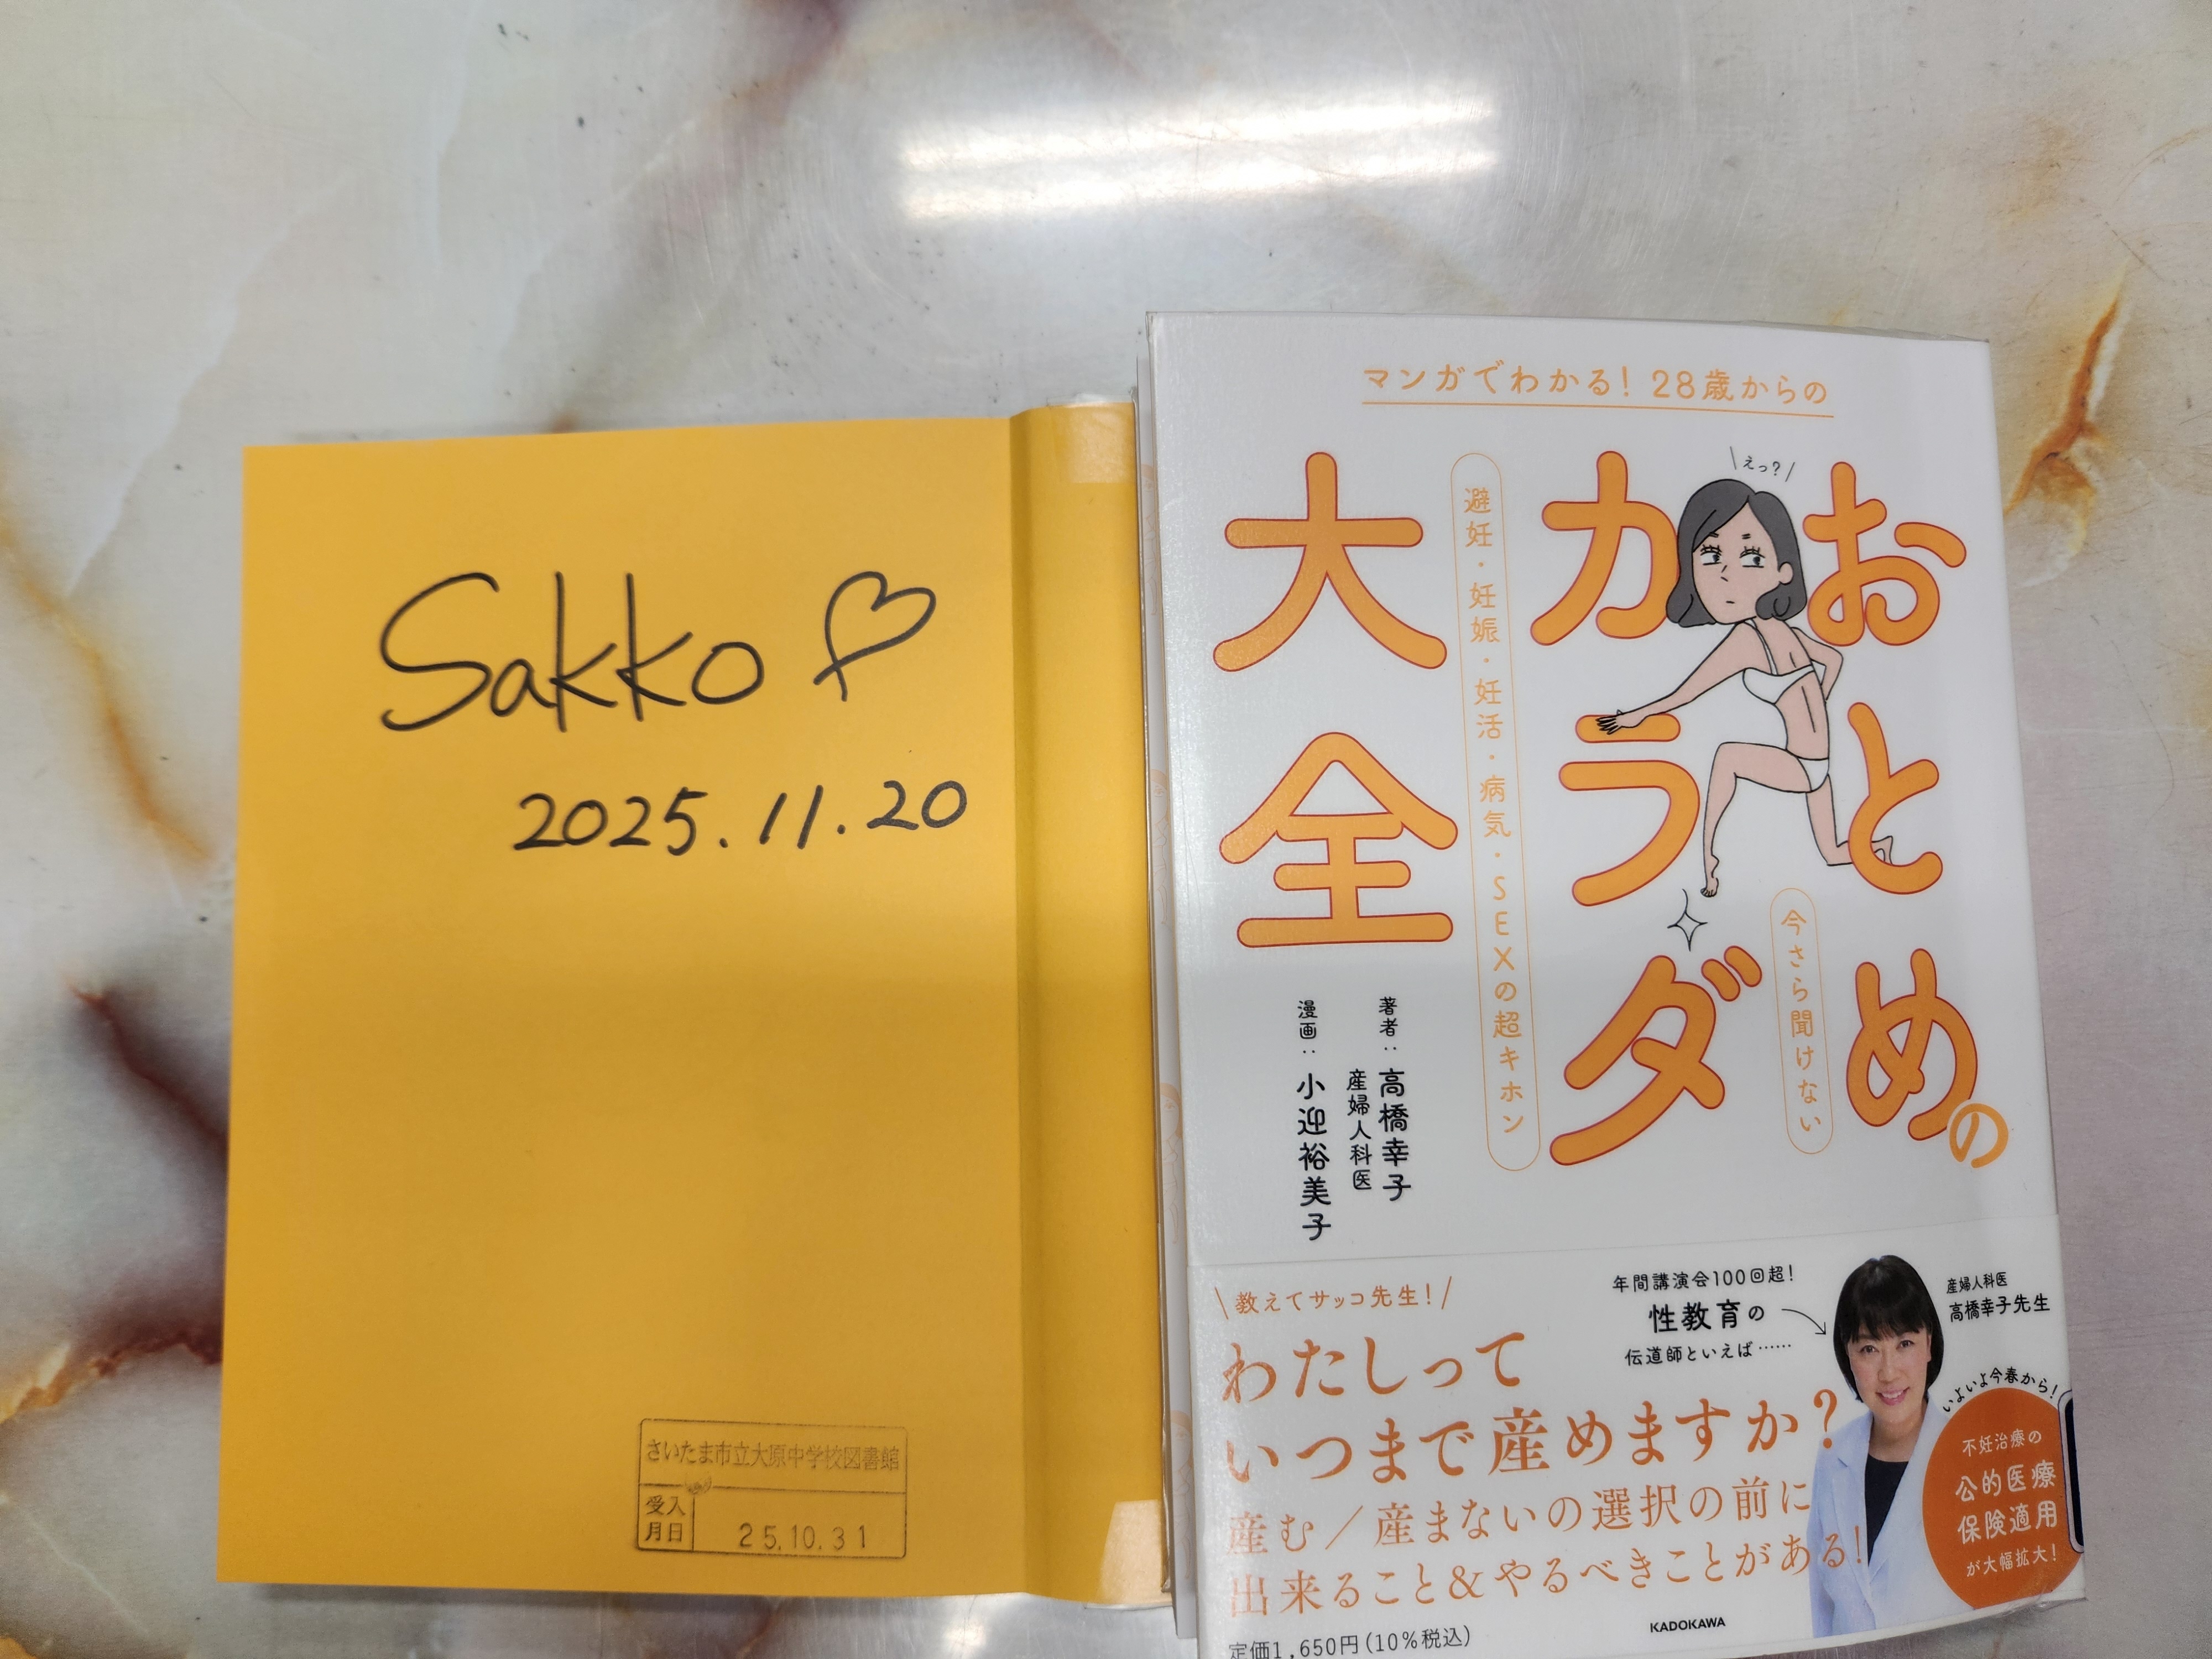 Sakko
2025.11.20
さいたま市立大原中学校図書館
受入
月日
25.10.31
マンガでわかる！28歳からの
おとめの
カラダ
大全
えっ？
今さら聞けない
避妊・妊娠・妊活・病気・SEXの超キホン
著者：高橋幸子
産婦人科医
漫画：小迎裕美子
教えてサッコ先生！
わたしって
いつまで産めますか？
産む／産まないの選択の前に
出来ること＆やるべきことがある！
年間講演会100回超！
性教育の
伝道師といえば……
産婦人科医
高橋幸子先生
いよいよ今春から！
不妊治療の
公的医療
保険適用
が大幅拡大！
定価1,650円（10％税込）
KADOKAWA